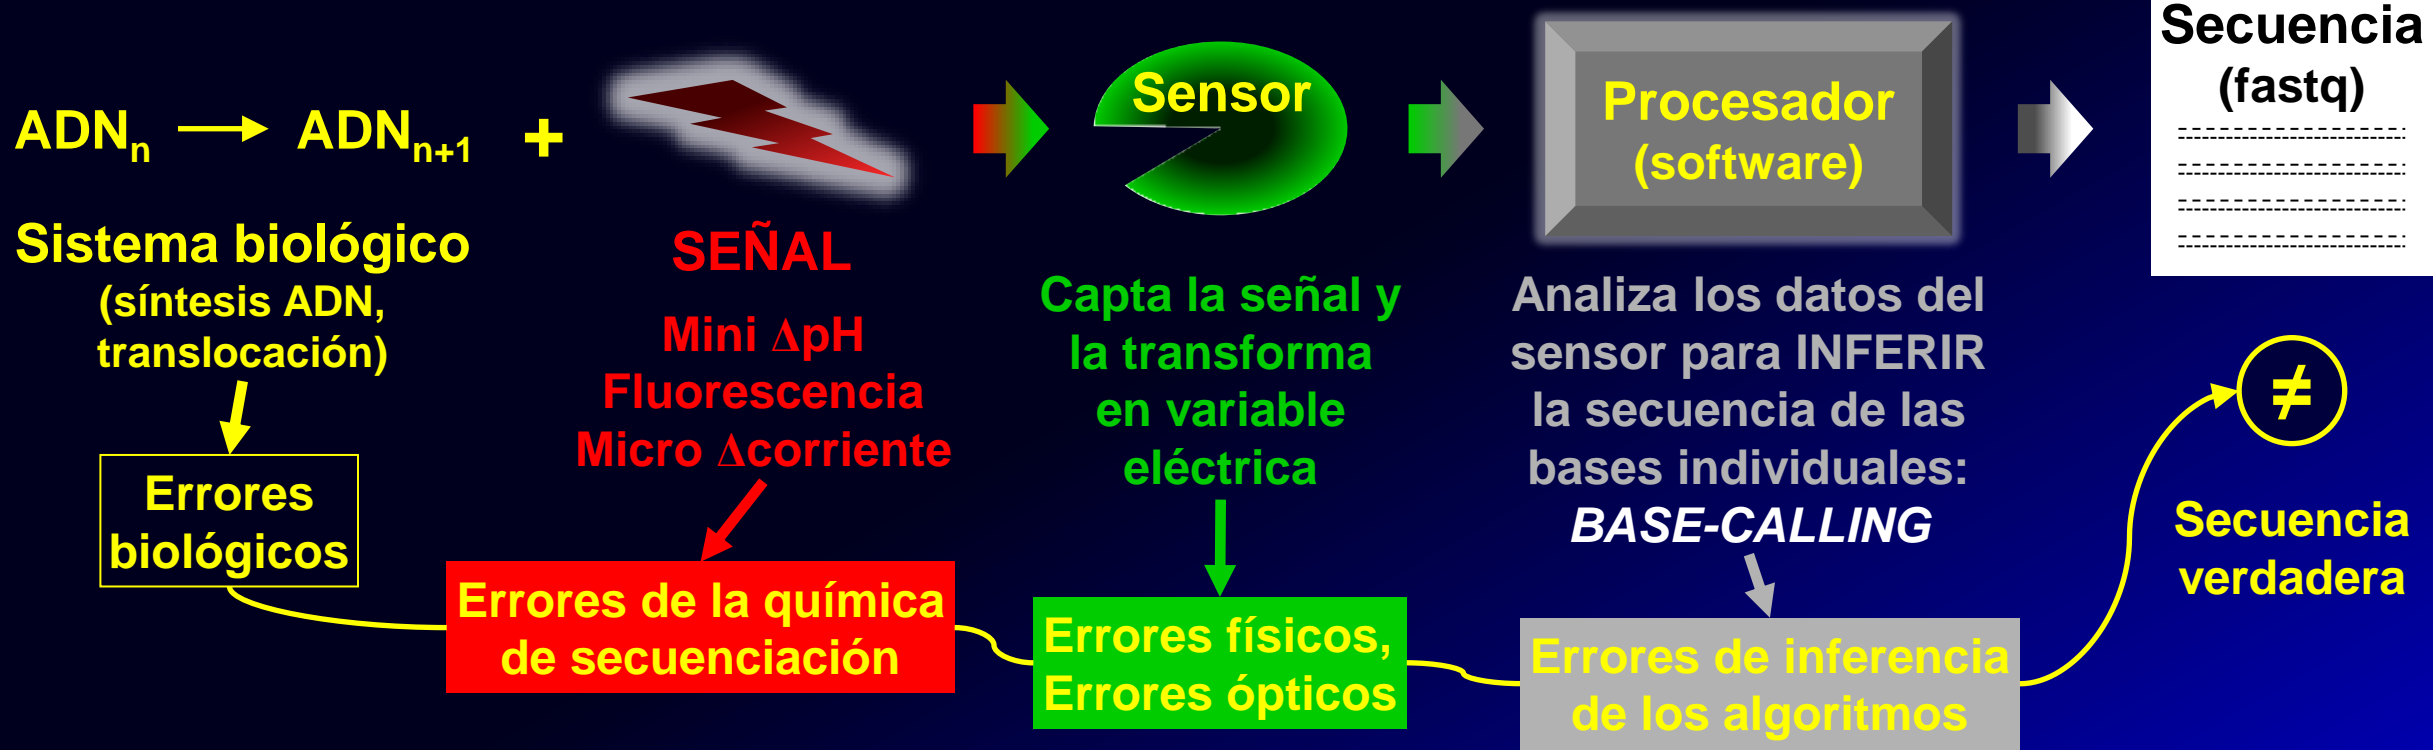 ADNn → ADNn+1 +
Sistema biológico
(síntesis ADN,
translocación)
Errores
biológicos
SEÑAL
Mini ΔpH
Fluorescencia
Micro Δcorriente
Errores de la química
de secuenciación
Sensor
Capta la señal y
la transforma
en variable
eléctrica
Errores físicos,
Errores ópticos
Procesador
(software)
Analiza los datos del
sensor para INFERIR
la secuencia de las
bases individuales:
BASE-CALLING
Errores de inferencia
de los algoritmos
Secuencia
(fastq)
≠
Secuencia
verdadera